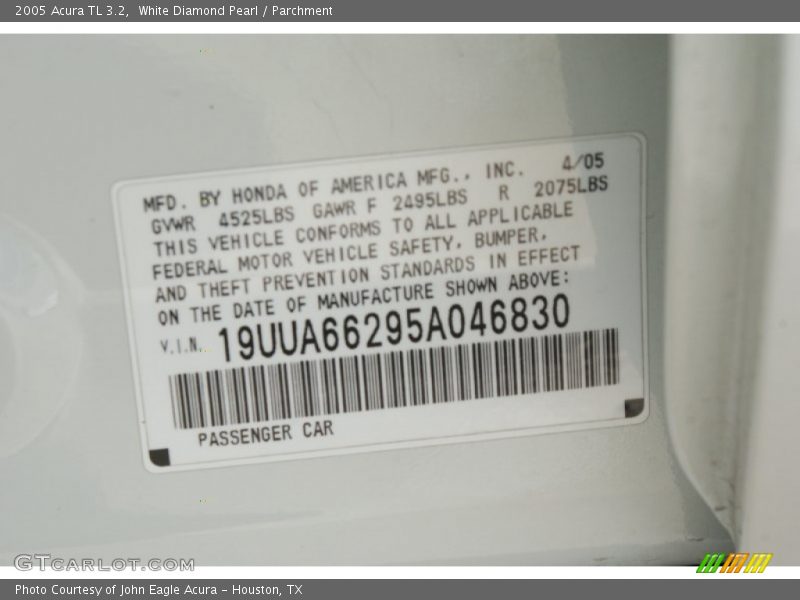 2005 Acura TL 3.2,  White Diamond Pearl / Parchment
MFD. BY HONDA OF AMERICA MFG., INC. 4/05
GVWR 4525LBS GAWR F 2495LBS R 2075LBS
THIS VEHICLE CONFORMS TO ALL APPLICABLE
FEDERAL MOTOR VEHICLE SAFETY, BUMPER,
AND THEFT PREVENTION STANDARDS IN EFFECT
ON THE DATE OF MANUFACTURE SHOWN ABOVE:
V.I.N. 19UUA66295A046830
PASSENGER CAR
GTCARLOT.COM
Photo Courtesy of John Eagle Acura - Houston, TX